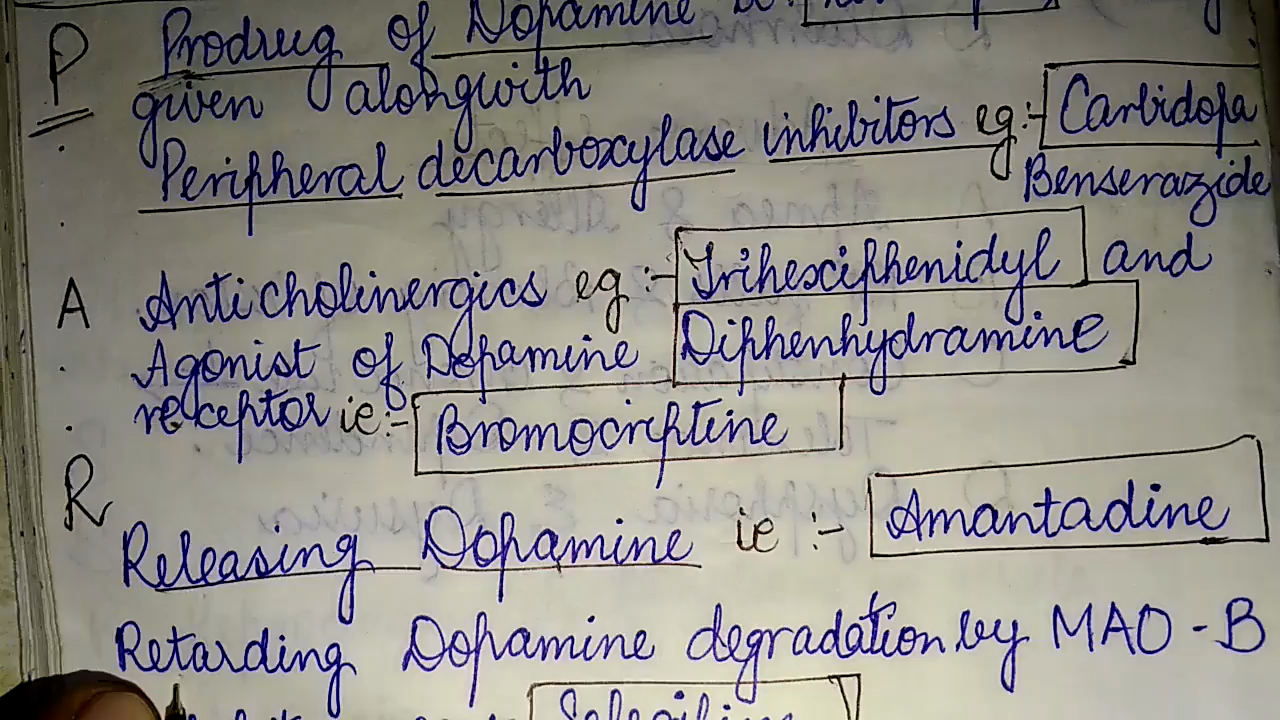 P Prodrug of Dopamine
given alongwith
Peripheral decarboxylase inhibitors eg:- Carbidopa
Benserazide
A Anticholinergics eg:- Trihexiphenidyl and
Agonist of Dopamine Diphenhydramine
receptor ie:- Bromocriptine
R
Releasing Dopamine ie:- Amantadine
Retarding Dopamine degradation by MAO-B
Selegiline